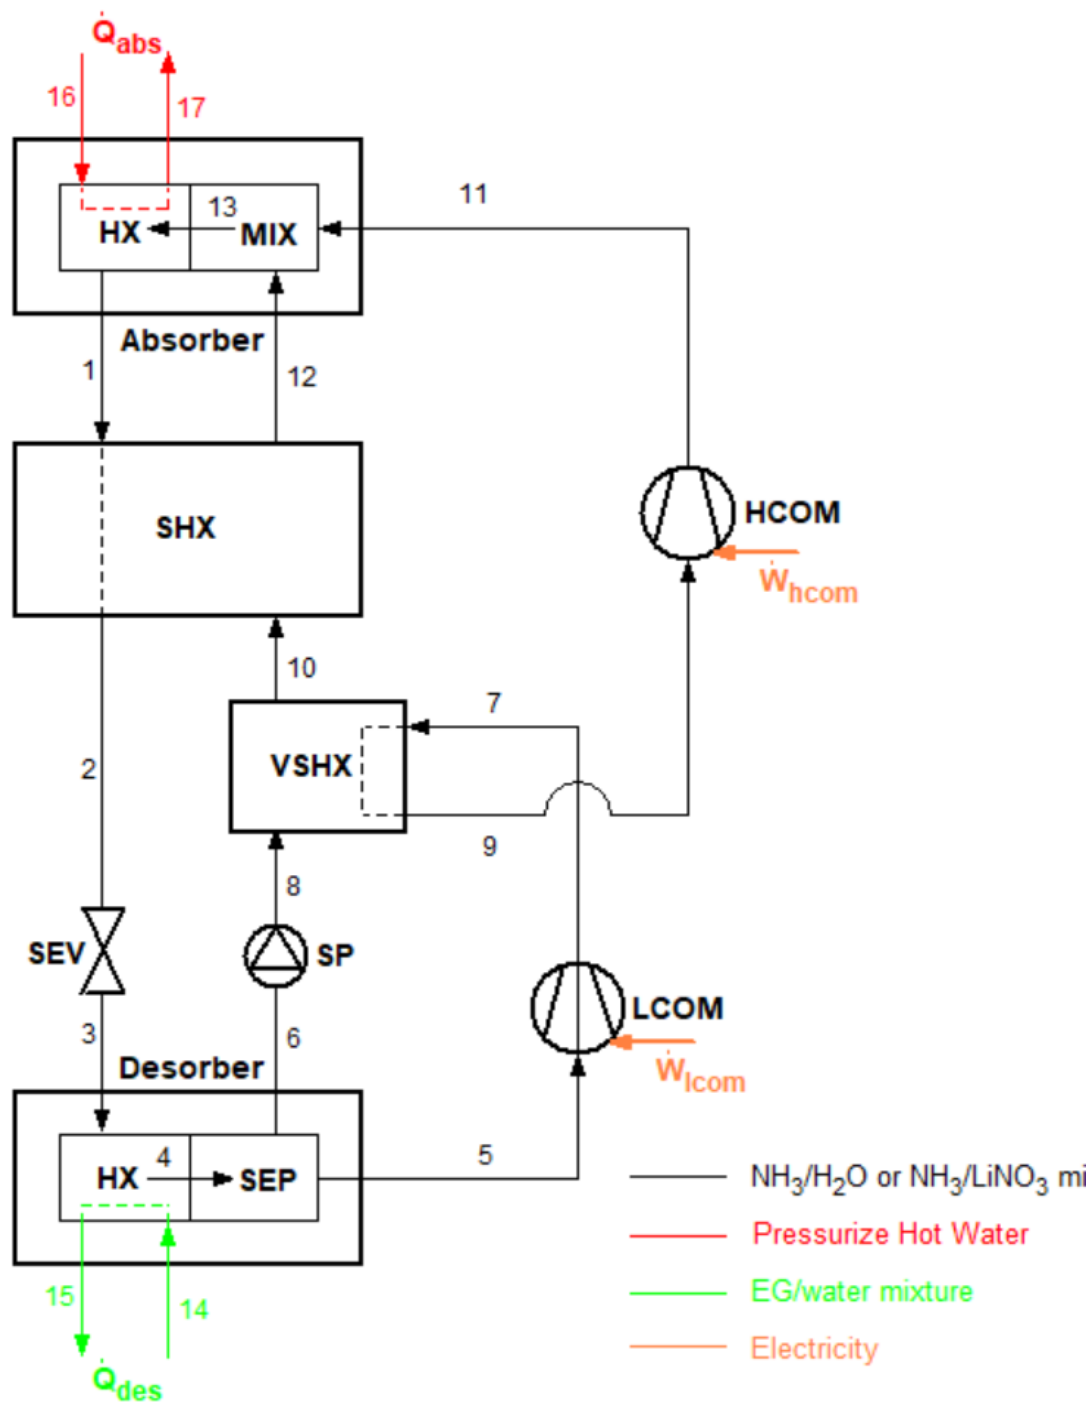 Q̇abs
16
17
11
13
HX
MIX
Absorber
1
12
SHX
HCOM
Ẇhcom
10
7
VSHX
2
9
8
SEV
SP
LCOM
3
6
Ẇlcom
Desorber
HX
4
SEP
5
NH₃/H₂O or NH₃/LiNO₃ mi
Pressurize Hot Water
15
14
EG/water mixture
Q̇des
Electricity